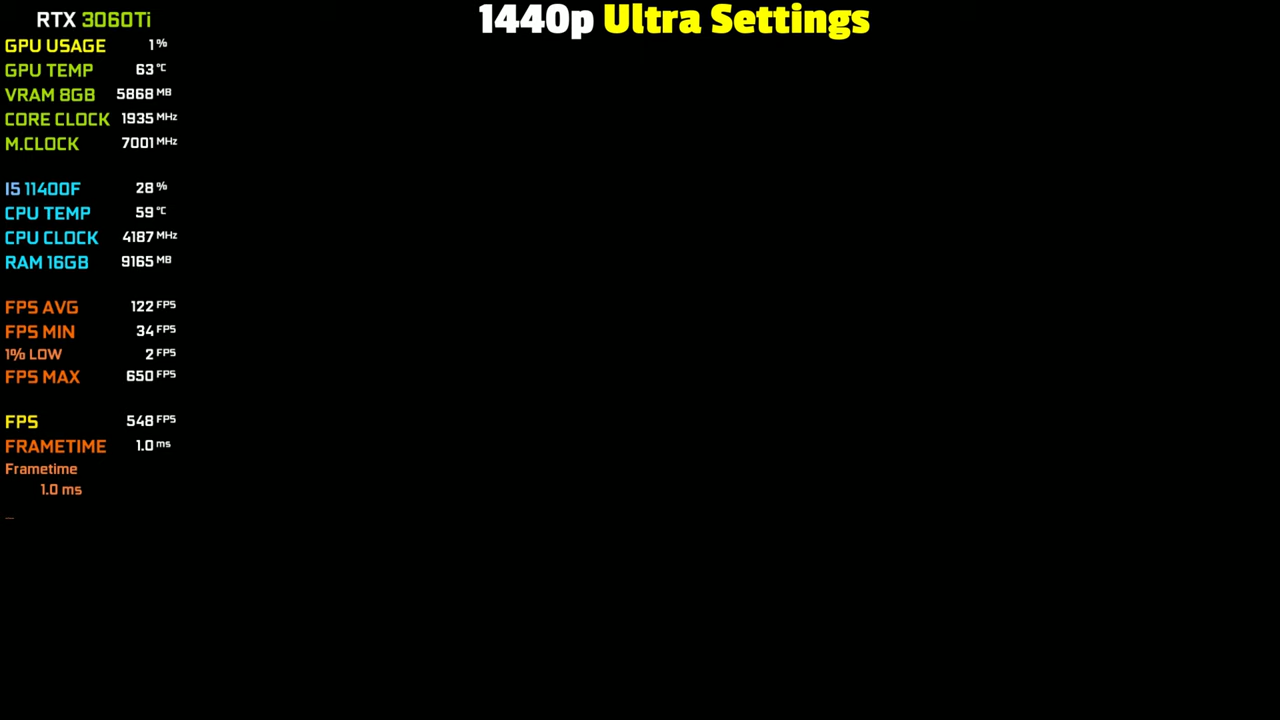 1440p Ultra Settings
RTX 3060Ti
GPU USAGE 1 %
GPU TEMP 63 °C
VRAM 8GB 5868 MB
CORE CLOCK 1935 MHz
M.CLOCK 7001 MHz
I5 11400F 28 %
CPU TEMP 59 °C
CPU CLOCK 4187 MHz
RAM 16GB 9165 MB
FPS AVG 122 FPS
FPS MIN 34 FPS
1% LOW 2 FPS
FPS MAX 650 FPS
FPS 548 FPS
FRAMETIME 1.0 ms
Frametime
1.0 ms